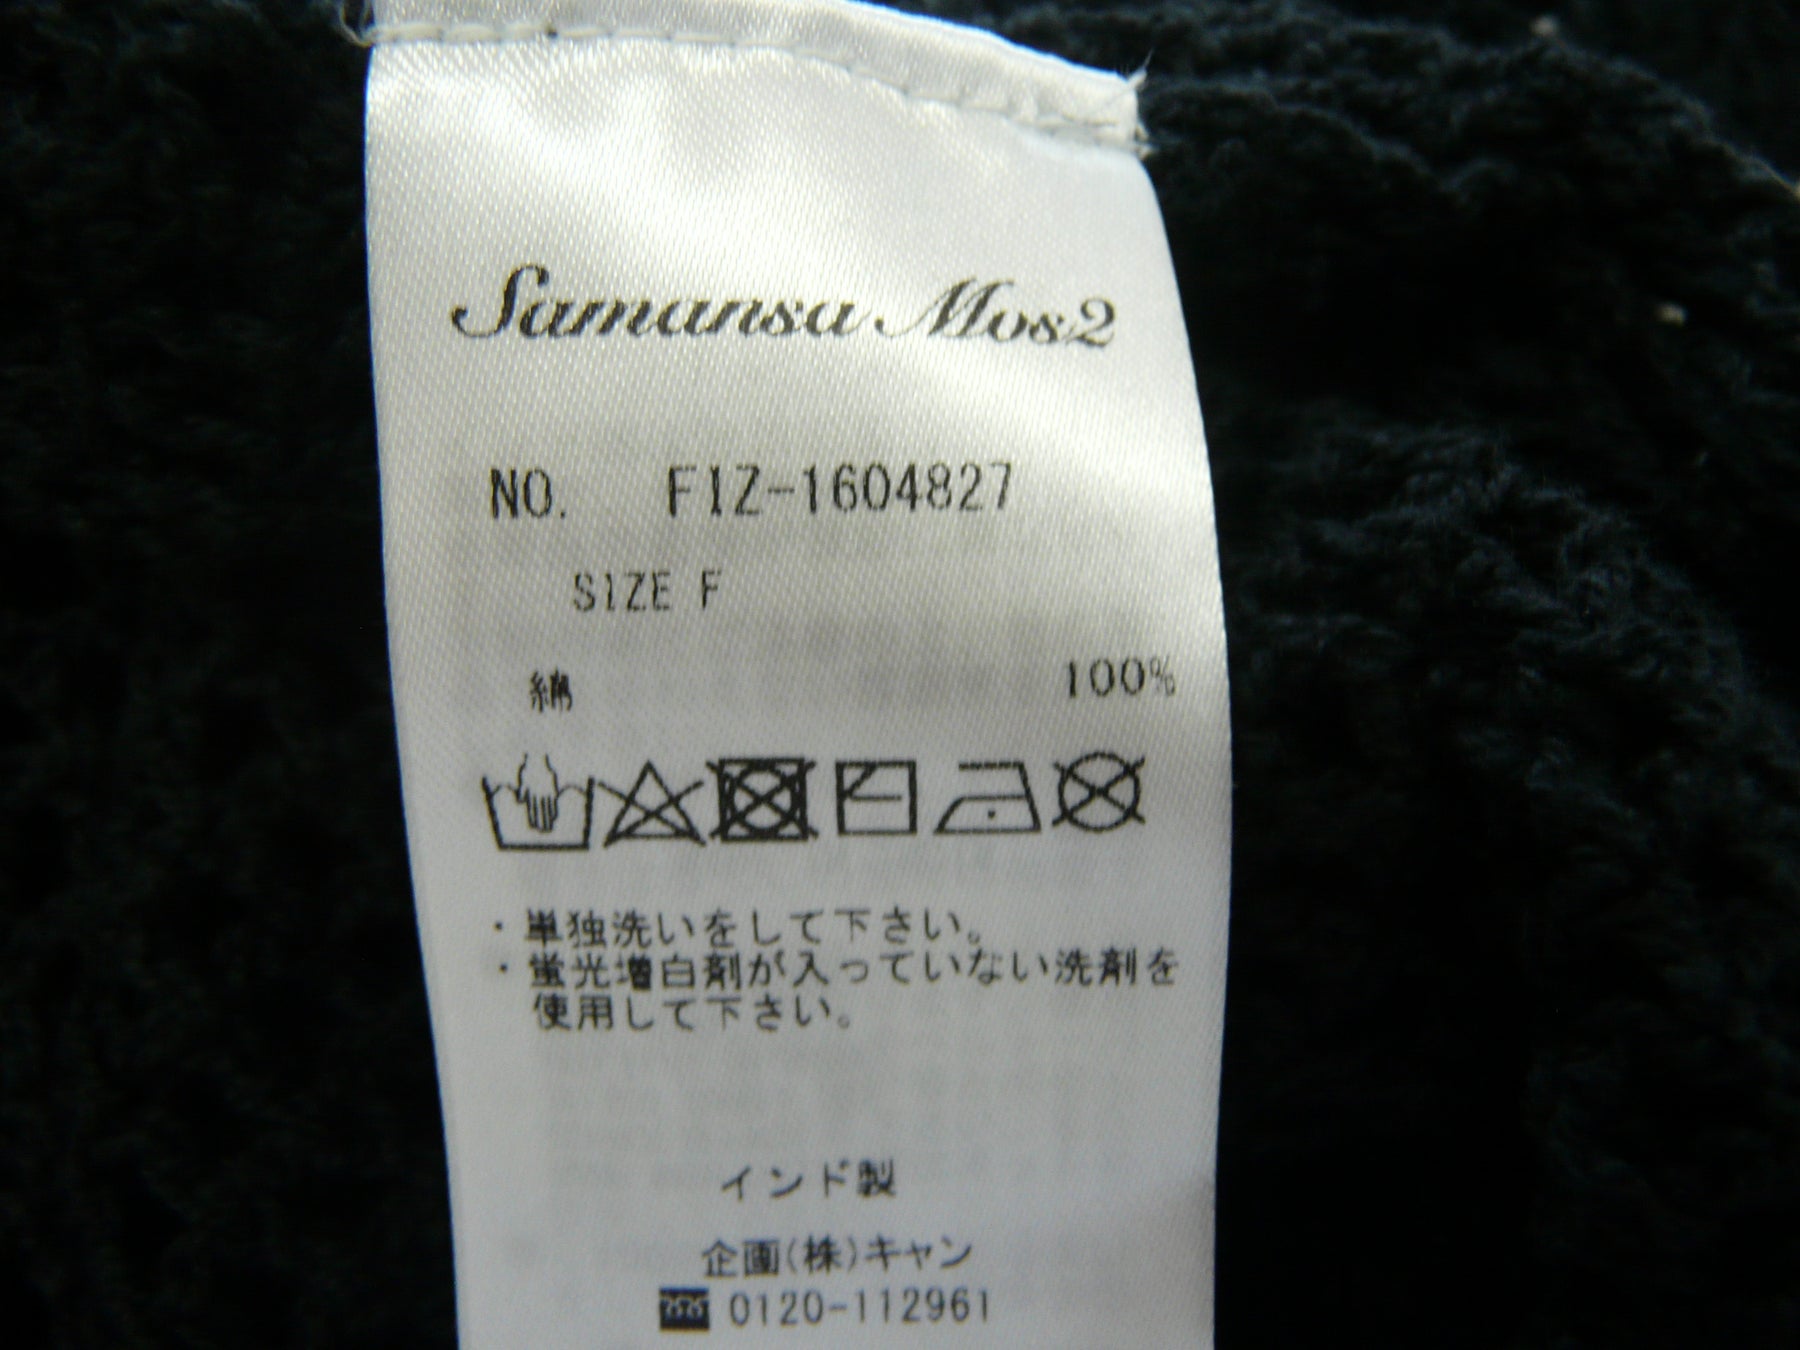 Samansa Mos2
NO. FIZ-1604827
SIZE F
綿 100%
・単独洗いをして下さい。
・蛍光増白剤が入っていない洗剤を
使用して下さい。
インド製
企画(株)キャン
0120-112961